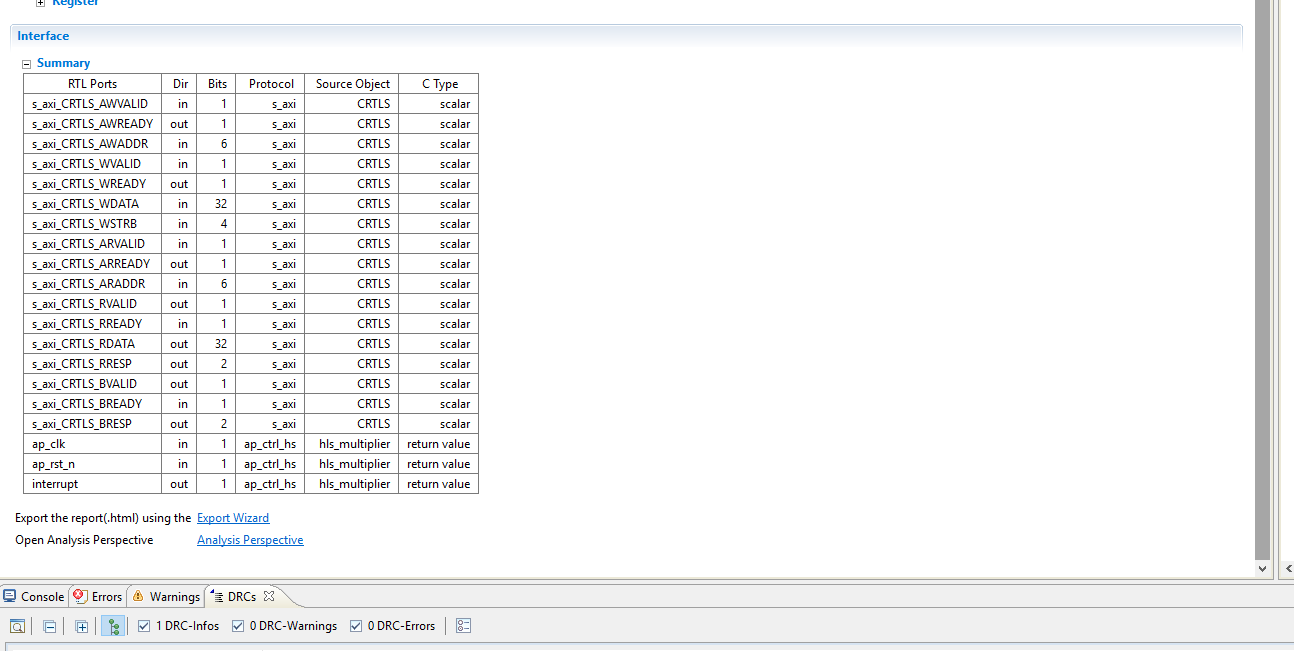 Register
Interface
Summary
RTL Ports Dir Bits Protocol Source Object C Type
s_axi_CRTLS_AWVALID in 1 s_axi CRTLS scalar
s_axi_CRTLS_AWREADY out 1 s_axi CRTLS scalar
s_axi_CRTLS_AWADDR in 6 s_axi CRTLS scalar
s_axi_CRTLS_WVALID in 1 s_axi CRTLS scalar
s_axi_CRTLS_WREADY out 1 s_axi CRTLS scalar
s_axi_CRTLS_WDATA in 32 s_axi CRTLS scalar
s_axi_CRTLS_WSTRB in 4 s_axi CRTLS scalar
s_axi_CRTLS_ARVALID in 1 s_axi CRTLS scalar
s_axi_CRTLS_ARREADY out 1 s_axi CRTLS scalar
s_axi_CRTLS_ARADDR in 6 s_axi CRTLS scalar
s_axi_CRTLS_RVALID out 1 s_axi CRTLS scalar
s_axi_CRTLS_RREADY in 1 s_axi CRTLS scalar
s_axi_CRTLS_RDATA out 32 s_axi CRTLS scalar
s_axi_CRTLS_RRESP out 2 s_axi CRTLS scalar
s_axi_CRTLS_BVALID out 1 s_axi CRTLS scalar
s_axi_CRTLS_BREADY in 1 s_axi CRTLS scalar
s_axi_CRTLS_BRESP out 2 s_axi CRTLS scalar
ap_clk in 1 ap_ctrl_hs hls_multiplier return value
ap_rst_n in 1 ap_ctrl_hs hls_multiplier return value
interrupt out 1 ap_ctrl_hs hls_multiplier return value
Export the report(.html) using the Export Wizard
Open Analysis Perspective Analysis Perspective
Console Errors Warnings DRCs
1 DRC-Infos 0 DRC-Warnings 0 DRC-Errors